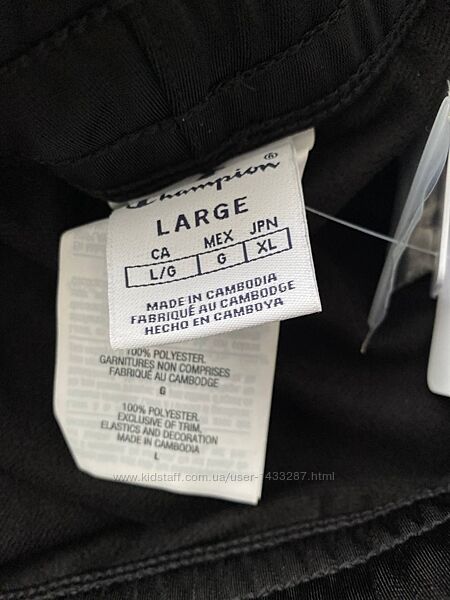 Champion®
LARGE
CA MEX JPN
L/G G XL
MADE IN CAMBODIA
FABRIQUÉ AU CAMBODGE
HECHO EN CAMBOYA
100% POLYESTER.
GARNITURES NON COMPRISES
FABRIQUÉ AU CAMBODGE
G
100% POLYESTER.
EXCLUSIVE OF TRIM,
ELASTICS AND DECORATION
MADE IN CAMBODIA
L
www.kidstaff.com.ua/user-1433287.html